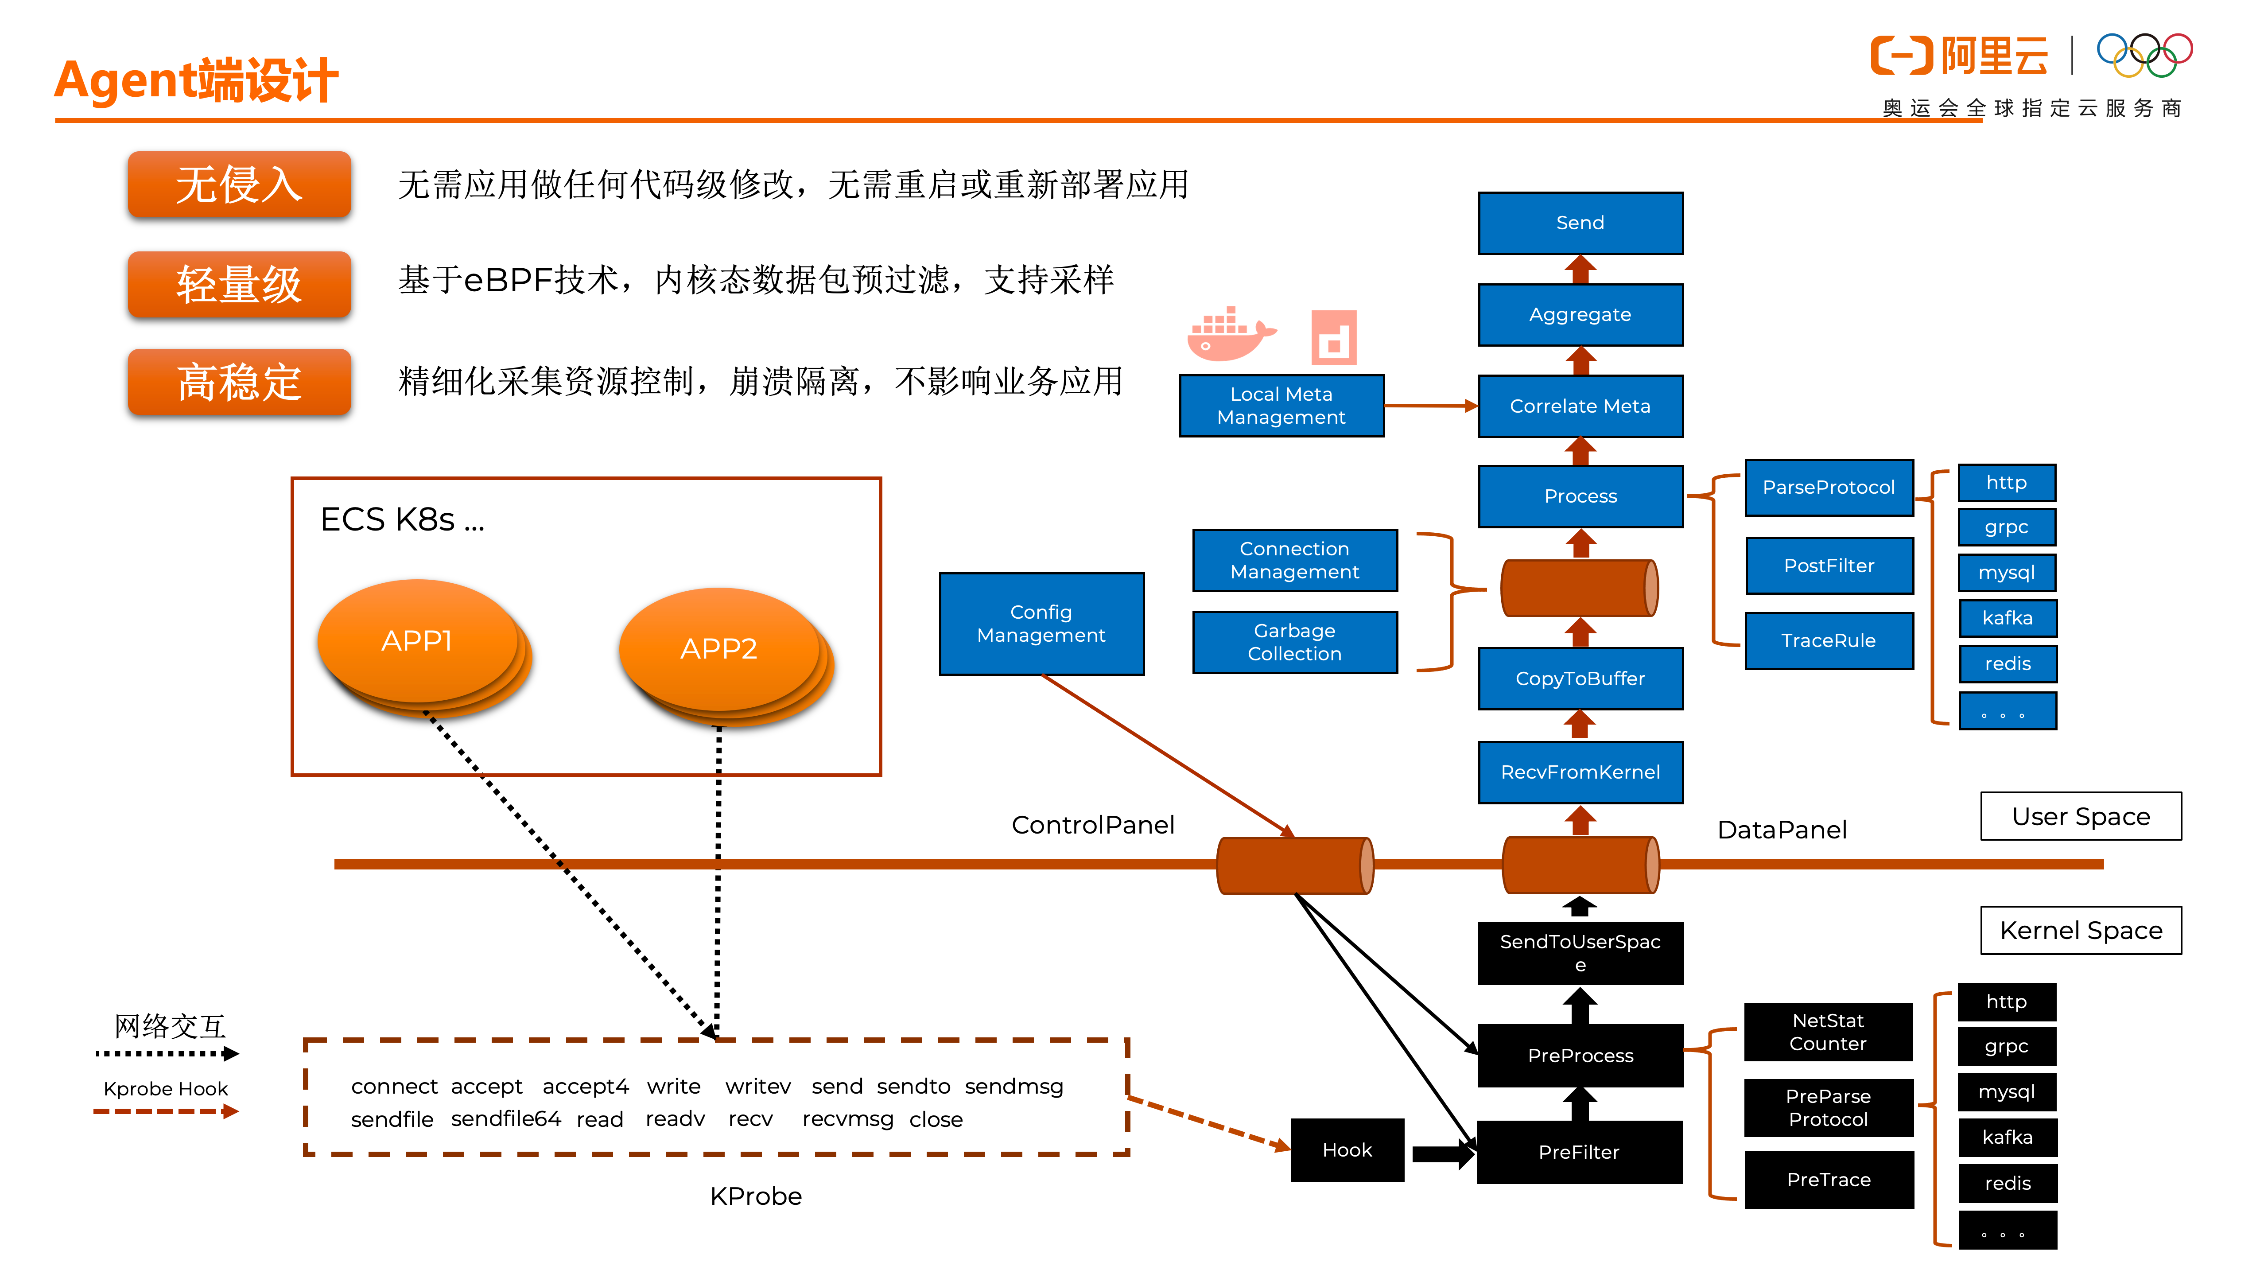 Agent端设计
阿里云
奥运会全球指定云服务商
无侵入
无需应用做任何代码级修改，无需重启或重新部署应用
轻量级
基于eBPF技术，内核态数据包预过滤，支持采样
高稳定
精细化采集资源控制，崩溃隔离，不影响业务应用
ECS K8s ...
APP1
APP2
Config
Management
Local Meta
Management
Connection
Management
Garbage
Collection
Send
Aggregate
Correlate Meta
Process
CopyToBuffer
RecvFromKernel
ParseProtocol
PostFilter
TraceRule
http
grpc
mysql
kafka
redis
。。。
ControlPanel
DataPanel
User Space
Kernel Space
SendToUserSpac
e
PreProcess
PreFilter
Hook
NetStat
Counter
PreParse
Protocol
PreTrace
http
grpc
mysql
kafka
redis
。。。
网络交互
Kprobe Hook
connect accept accept4 write writev send sendto sendmsg
sendfile sendfile64 read readv recv recvmsg close
KProbe